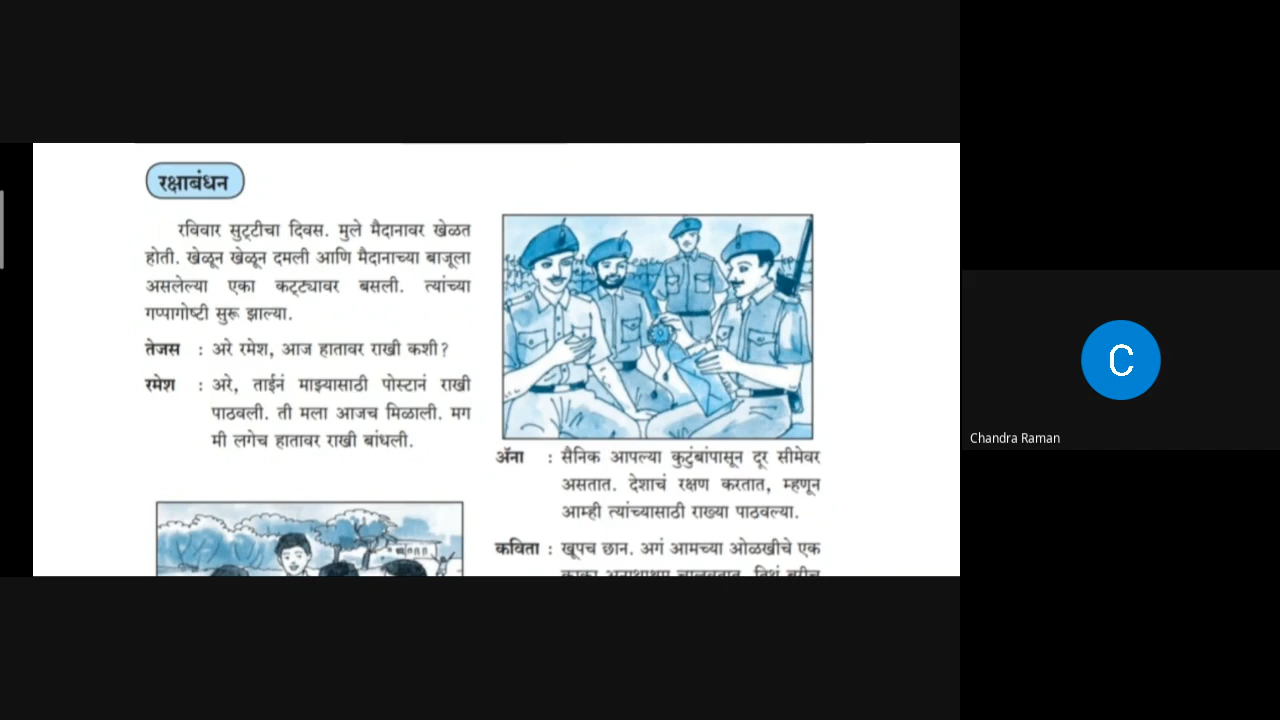 रक्षाबंधन
रविवार सुट्टीचा दिवस. मुले मैदानावर खेळत
होती. खेळून खेळून दमली आणि मैदानाच्या बाजूला
असलेल्या एका कट्ट्यावर बसली. त्यांच्या
गप्पागोष्टी सुरू झाल्या.
तेजस : अरे रमेश, आज हातावर राखी कशी?
रमेश : अरे, ताईनं माझ्यासाठी पोस्टानं राखी
पाठवली. ती मला आजच मिळाली. मग
मी लगेच हातावर राखी बांधली.
ॲना : सैनिक आपल्या कुटुंबांपासून दूर सीमेवर
असतात. देशाचं रक्षण करतात, म्हणून
आम्ही त्यांच्यासाठी राख्या पाठवल्या.
कविता : खूपच छान. अगं आमच्या ओळखीचे एक
C
Chandra Raman